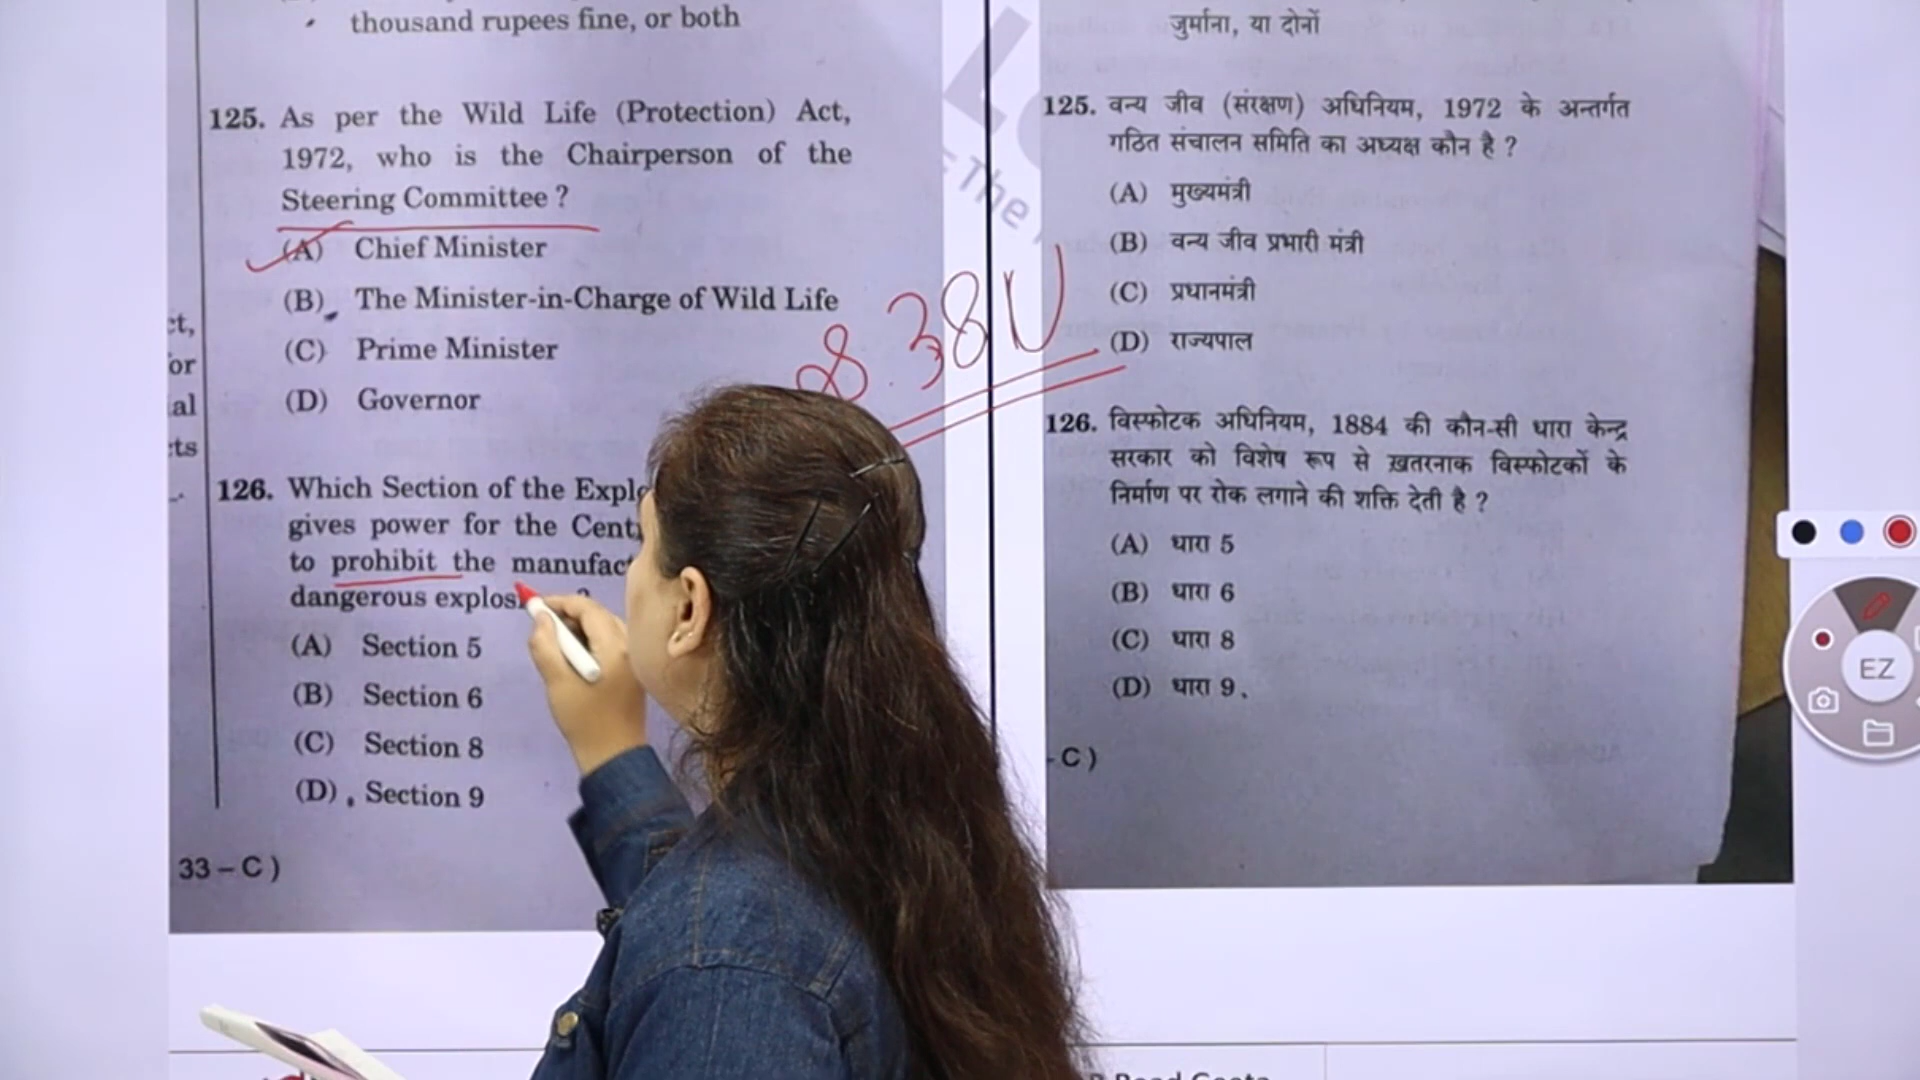 thousand rupees fine, or both
125. As per the Wild Life (Protection) Act,
1972, who is the Chairperson of the
Steering Committee ?
(A) Chief Minister
(B) The Minister-in-Charge of Wild Life
(C) Prime Minister
(D) Governor
126. Which Section of the Expl
gives power for the Cent
to prohibit the manufac
dangerous explos ?
(A) Section 5
(B) Section 6
(C) Section 8
(D) Section 9
33 – C )
ct,
or
al
cts
The
S. 38 U
जुर्माना, या दोनों
125. वन्य जीव (संरक्षण) अधिनियम, 1972 के अन्तर्गत
गठित संचालन समिति का अध्यक्ष कौन है ?
(A) मुख्यमंत्री
(B) वन्य जीव प्रभारी मंत्री
(C) प्रधानमंत्री
(D) राज्यपाल
126. विस्फोटक अधिनियम, 1884 की कौन-सी धारा केन्द्र
सरकार को विशेष रूप से ख़तरनाक विस्फोटकों के
निर्माण पर रोक लगाने की शक्ति देती है ?
(A) धारा 5
(B) धारा 6
(C) धारा 8
(D) धारा 9
- C )
EZ